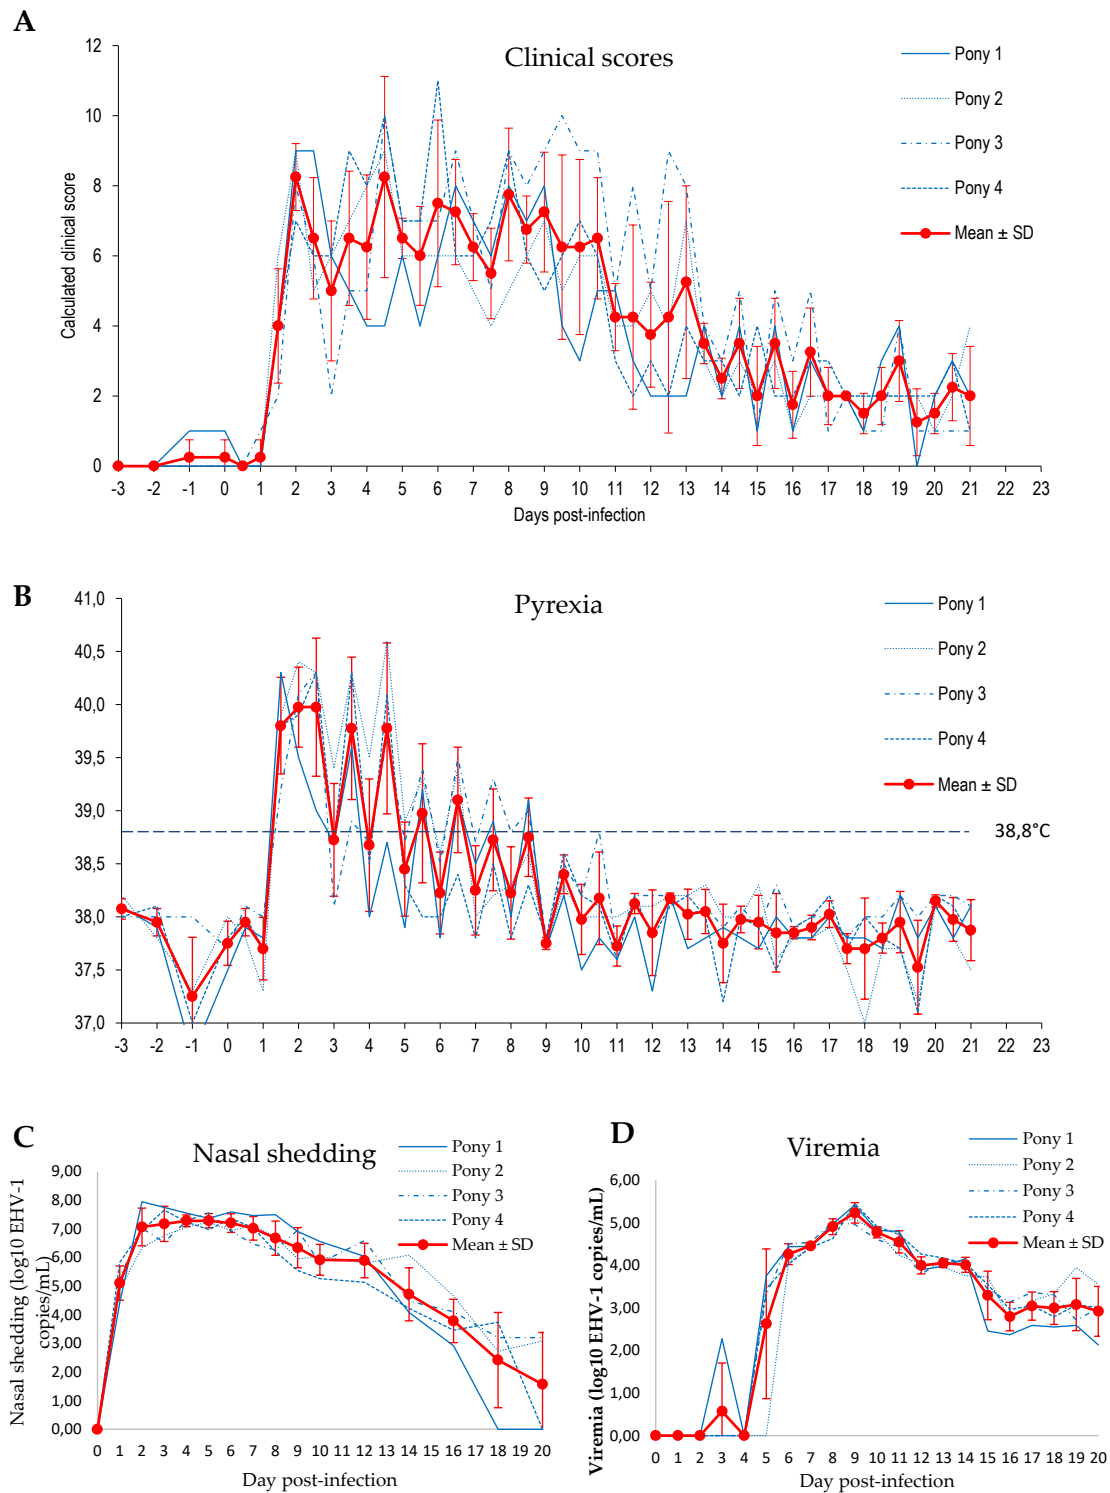 A
Clinical scores
Calculated clinical score
12
10
8
6
4
2
0
-3 -2 -1 0 1 2 3 4 5 6 7 8 9 10 11 12 13 14 15 16 17 18 19 20 21 22 23
Days post-infection
Pony 1
Pony 2
Pony 3
Pony 4
Mean ± SD
B
Pyrexia
41,0
40,5
40,0
39,5
39,0
38,5
38,0
37,5
37,0
-3 -2 -1 0 1 2 3 4 5 6 7 8 9 10 11 12 13 14 15 16 17 18 19 20 21 22 23
Pony 1
Pony 2
Pony 3
Pony 4
Mean ± SD
38,8°C
C
Nasal shedding
Nasal shedding (log10 EHV-1
copies/mL)
9,00
8,00
7,00
6,00
5,00
4,00
3,00
2,00
1,00
0,00
0 1 2 3 4 5 6 7 8 9 10 11 12 13 14 15 16 17 18 19 20
Day post-infection
Pony 1
Pony 2
Pony 3
Pony 4
Mean ± SD
D
Viremia
Viremia (log10 EHV-1 copies/mL)
6,00
5,00
4,00
3,00
2,00
1,00
0,00
0 1 2 3 4 5 6 7 8 9 10 11 12 13 14 15 16 17 18 19 20
Day post-infection
Pony 1
Pony 2
Pony 3
Pony 4
Mean ± SD